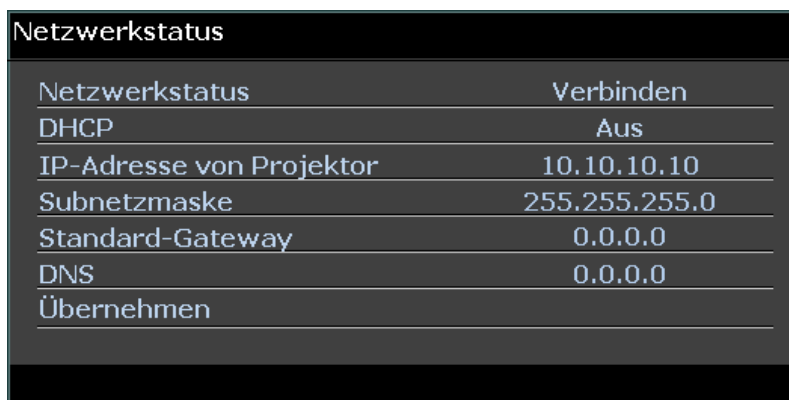 Netzwerkstatus
Netzwerkstatus Verbinden
DHCP Aus
IP-Adresse von Projektor 10.10.10.10
Subnetzmaske 255.255.255.0
Standard-Gateway 0.0.0.0
DNS 0.0.0.0
Übernehmen